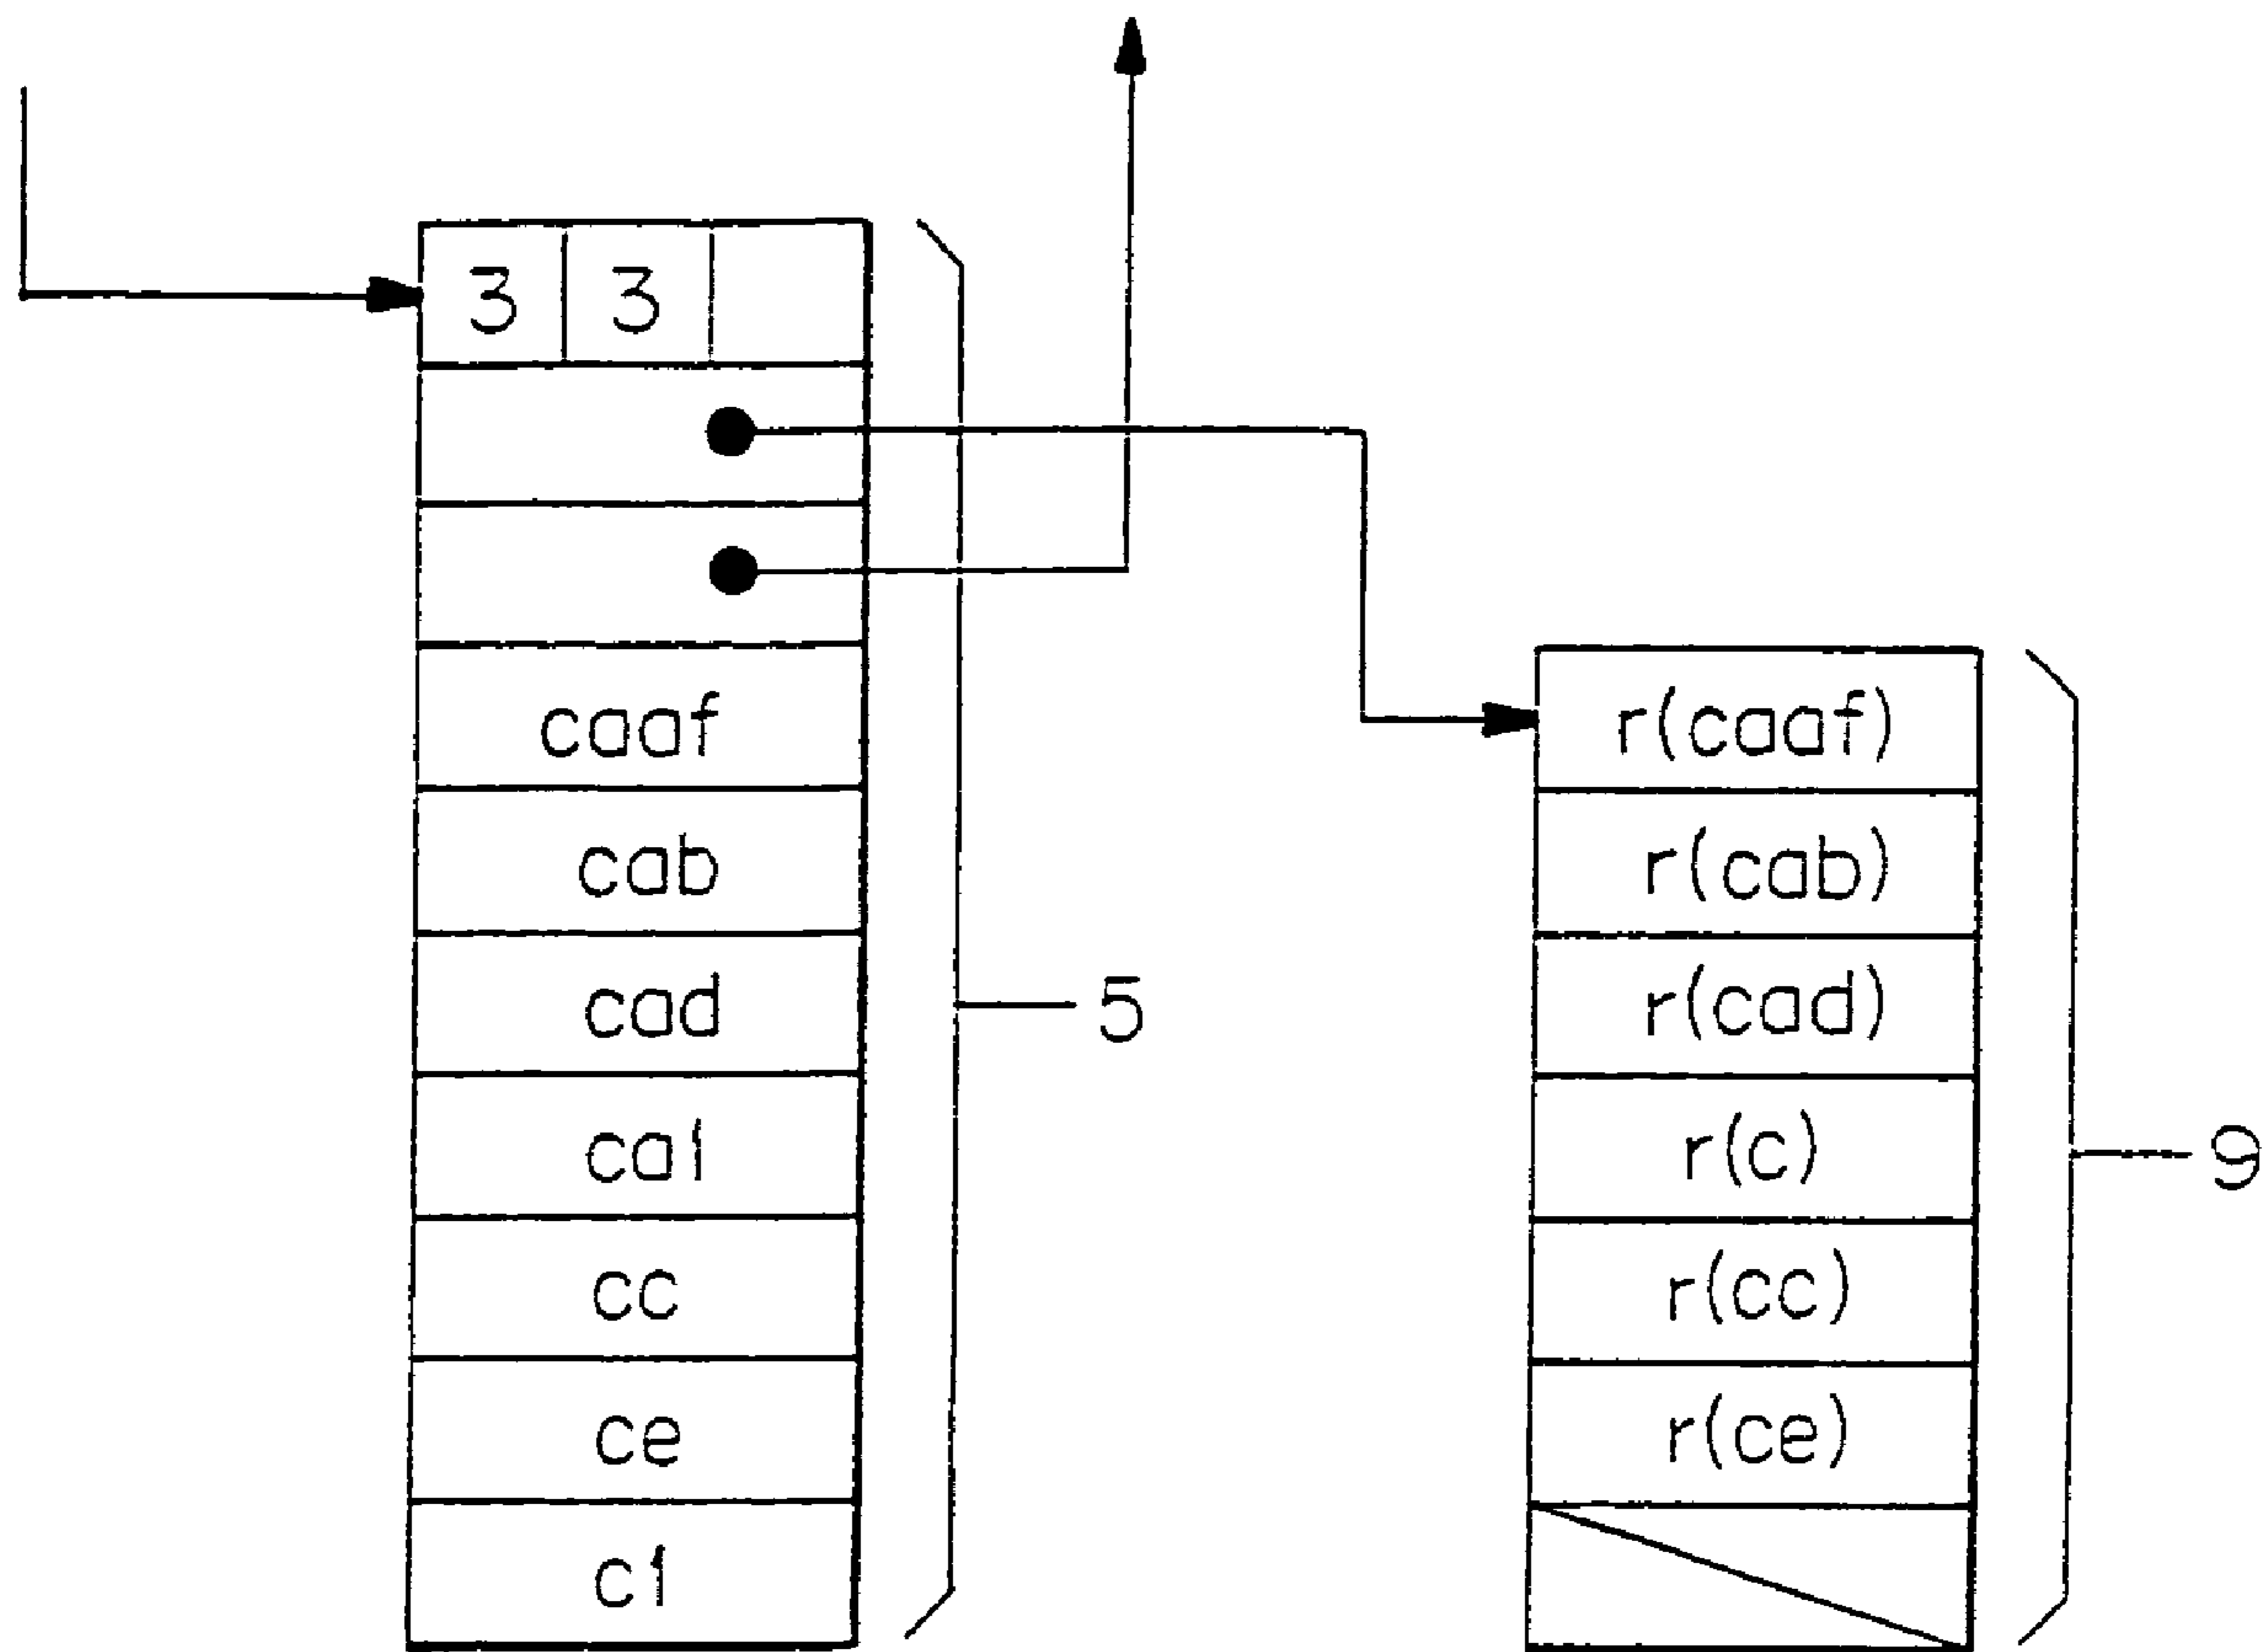 3 3
caaf
cab
cad
ca1
cc
ce
c1
5
r(caaf)
r(cab)
r(cad)
r(c)
r(cc)
r(ce)
9